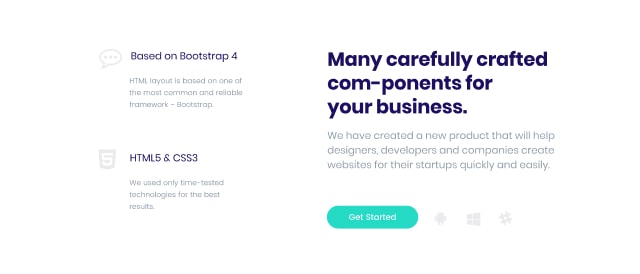 Based on Bootstrap 4
HTML layout is based on one of
the most common and reliable
framework – Bootstrap.
HTML5 & CSS3
We used only time-tested
technologies for the best
results.
Many carefully crafted
com-ponents for
your business.
We have created a new product that will help
designers, developers and companies create
websites for their startups quickly and easily.
Get Started